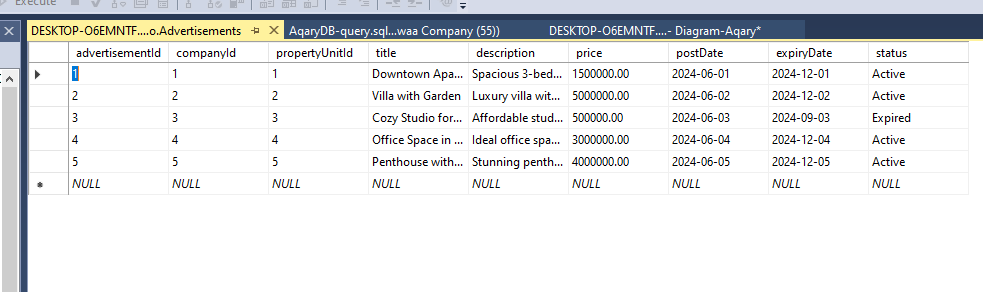 Execute
DESKTOP-O6EMNTF....o.Advertisements AqaryDB-query.sql...waa Company (55)) DESKTOP-O6EMNTF....- Diagram-Aqary*
advertisementId companyId propertyUnitId title description price postDate expiryDate status
1 1 1 Downtown Apa... Spacious 3-bed... 1500000.00 2024-06-01 2024-12-01 Active
2 2 2 Villa with Garden Luxury villa wit... 5000000.00 2024-06-02 2024-12-02 Active
3 3 3 Cozy Studio for... Affordable stud... 500000.00 2024-06-03 2024-09-03 Expired
4 4 4 Office Space in ... Ideal office spa... 3000000.00 2024-06-04 2024-12-04 Active
5 5 5 Penthouse with... Stunning penth... 4000000.00 2024-06-05 2024-12-05 Active
NULL NULL NULL NULL NULL NULL NULL NULL NULL